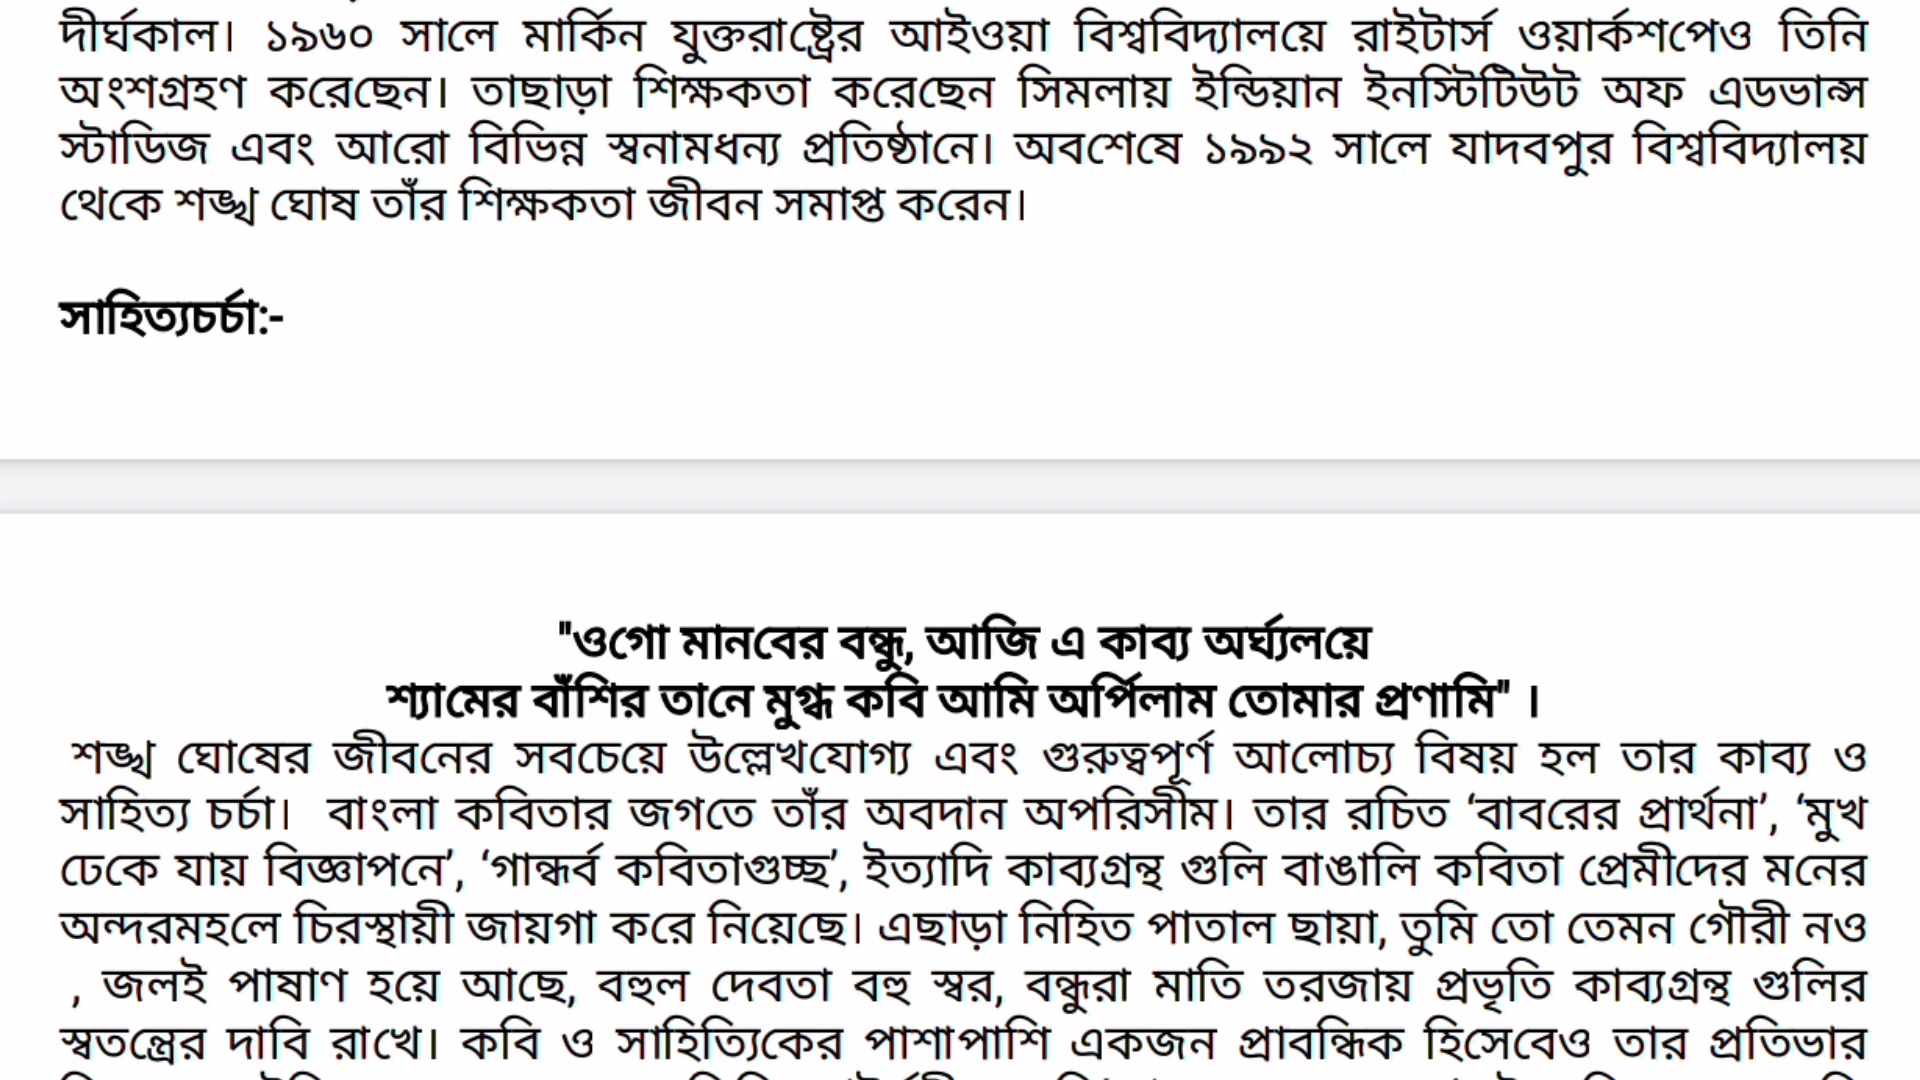 দীর্ঘকাল। ১৯৬০ সালে মার্কিন যুক্তরাষ্ট্রের আইওয়া বিশ্ববিদ্যালয়ে রাইটার্স ওয়ার্কশপেও তিনি
অংশগ্রহণ করেছেন। তাছাড়া শিক্ষকতা করেছেন সিমলায় ইন্ডিয়ান ইনস্টিটিউট অফ এডভান্স
স্টাডিজ এবং আরো বিভিন্ন স্বনামধন্য প্রতিষ্ঠানে। অবশেষে ১৯৯২ সালে যাদবপুর বিশ্ববিদ্যালয়
থেকে শঙ্খ ঘোষ তাঁর শিক্ষকতা জীবন সমাপ্ত করেন।
সাহিত্যচর্চা:-
"ওগো মানবের বন্ধু, আজি এ কাব্য অর্ঘ্যলয়ে
শ্যামের বাঁশির তানে মুগ্ধ কবি আমি অর্পিলাম তোমার প্রণামি" ।
শঙ্খ ঘোষের জীবনের সবচেয়ে উল্লেখযোগ্য এবং গুরুত্বপূর্ণ আলোচ্য বিষয় হল তার কাব্য ও
সাহিত্য চর্চা। বাংলা কবিতার জগতে তাঁর অবদান অপরিসীম। তার রচিত ‘বাবরের প্রার্থনা’, ‘মুখ
ঢেকে যায় বিজ্ঞাপনে’, ‘গান্ধর্ব কবিতাগুচ্ছ’, ইত্যাদি কাব্যগ্রন্থ গুলি বাঙালি কবিতা প্রেমীদের মনের
অন্দরমহলে চিরস্থায়ী জায়গা করে নিয়েছে। এছাড়া নিহিত পাতাল ছায়া, তুমি তো তেমন গৌরী নও
, জলই পাষাণ হয়ে আছে, বহুল দেবতা বহু স্বর, বন্ধুরা মাতি তরজায় প্রভৃতি কাব্যগ্রন্থ গুলির
স্বতন্ত্রের দাবি রাখে। কবি ও সাহিত্যিকের পাশাপাশি একজন প্রাবন্ধিক হিসেবেও তার প্রতিভার